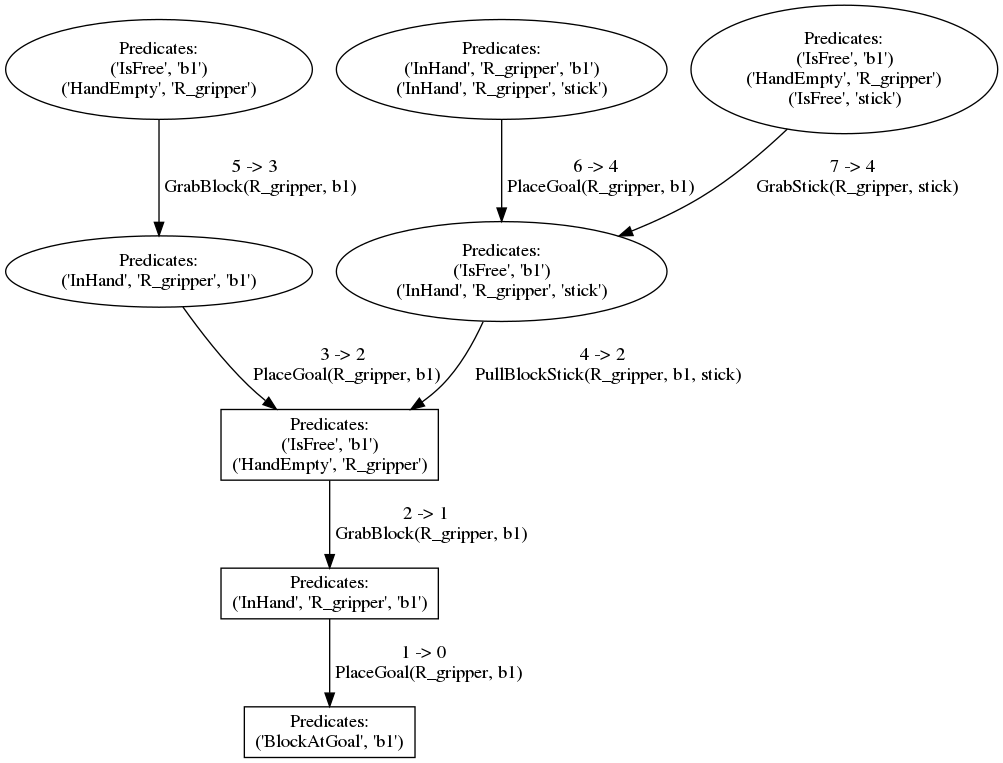 Predicates:
('IsFree', 'b1')
('HandEmpty', 'R_gripper')
Predicates:
('InHand', 'R_gripper', 'b1')
('InHand', 'R_gripper', 'stick')
Predicates:
('IsFree', 'b1')
('HandEmpty', 'R_gripper')
('IsFree', 'stick')
5 -> 3
GrabBlock(R_gripper, b1)
6 -> 4
PlaceGoal(R_gripper, b1)
7 -> 4
GrabStick(R_gripper, stick)
Predicates:
('InHand', 'R_gripper', 'b1')
Predicates:
('IsFree', 'b1')
('InHand', 'R_gripper', 'stick')
3 -> 2
PlaceGoal(R_gripper, b1)
4 -> 2
PullBlockStick(R_gripper, b1, stick)
Predicates:
('IsFree', 'b1')
('HandEmpty', 'R_gripper')
2 -> 1
GrabBlock(R_gripper, b1)
Predicates:
('InHand', 'R_gripper', 'b1')
1 -> 0
PlaceGoal(R_gripper, b1)
Predicates:
('BlockAtGoal', 'b1')